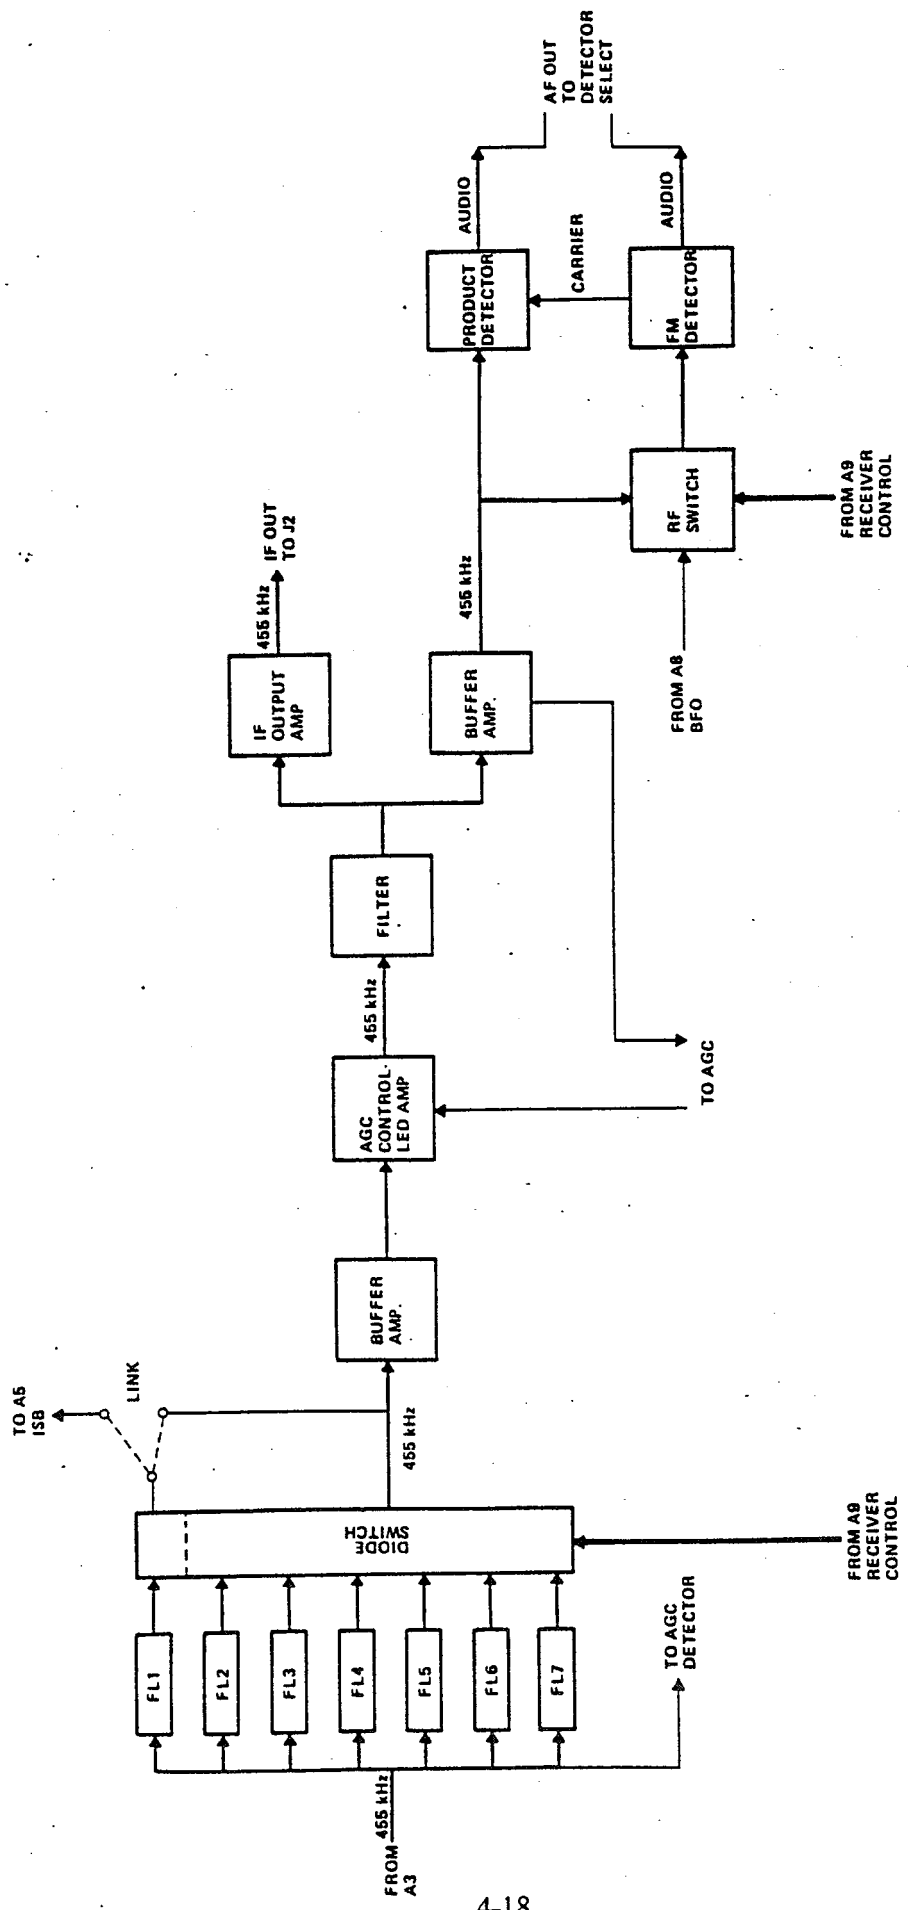 FROM
A3
455 kHz
FL1
FL2
FL3
FL4
FL5
FL6
FL7
TO AGC
DETECTOR
DIODE
SWITCH
FROM A9
RECEIVER
CONTROL
TO A5
ISB
LINK
455 kHz
BUFFER
AMP.
AGC
CONTROL-
LED AMP
455 kHz
TO AGC
FILTER
IF
OUTPUT
AMP
455 kHz
IF OUT
TO J2
BUFFER
AMP.
455 kHz
FROM A8
BFO
RF
SWITCH
FROM A9
RECEIVER
CONTROL
PRODUCT
DETECTOR
CARRIER
FM
DETECTOR
AUDIO
AUDIO
AF OUT
TO
DETECTOR
SELECT
4-18